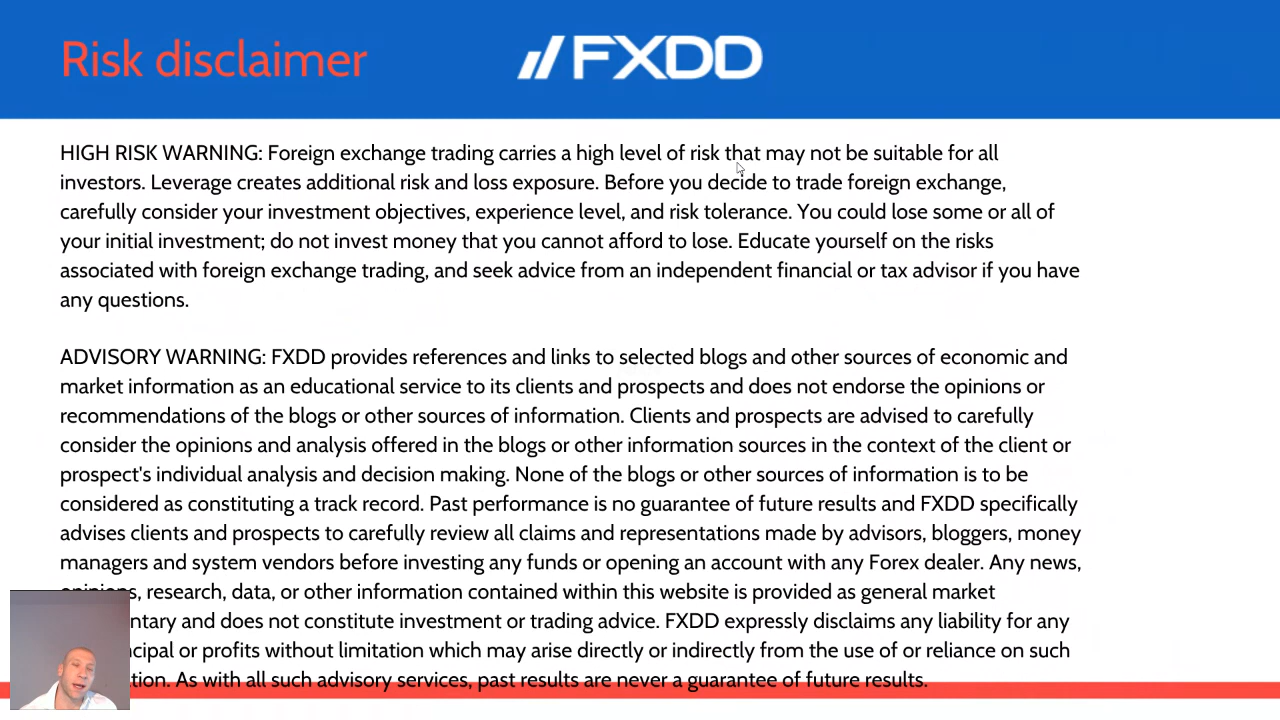 Risk disclaimer
FXDD
HIGH RISK WARNING: Foreign exchange trading carries a high level of risk that may not be suitable for all
investors. Leverage creates additional risk and loss exposure. Before you decide to trade foreign exchange,
carefully consider your investment objectives, experience level, and risk tolerance. You could lose some or all of
your initial investment; do not invest money that you cannot afford to lose. Educate yourself on the risks
associated with foreign exchange trading, and seek advice from an independent financial or tax advisor if you have
any questions.
ADVISORY WARNING: FXDD provides references and links to selected blogs and other sources of economic and
market information as an educational service to its clients and prospects and does not endorse the opinions or
recommendations of the blogs or other sources of information. Clients and prospects are advised to carefully
consider the opinions and analysis offered in the blogs or other information sources in the context of the client or
prospect's individual analysis and decision making. None of the blogs or other sources of information is to be
considered as constituting a track record. Past performance is no guarantee of future results and FXDD specifically
advises clients and prospects to carefully review all claims and representations made by advisors, bloggers, money
managers and system vendors before investing any funds or opening an account with any Forex dealer. Any news,
research, data, or other information contained within this website is provided as general market
and does not constitute investment or trading advice. FXDD expressly disclaims any liability for any
or profits without limitation which may arise directly or indirectly from the use of or reliance on such
As with all such advisory services, past results are never a guarantee of future results.